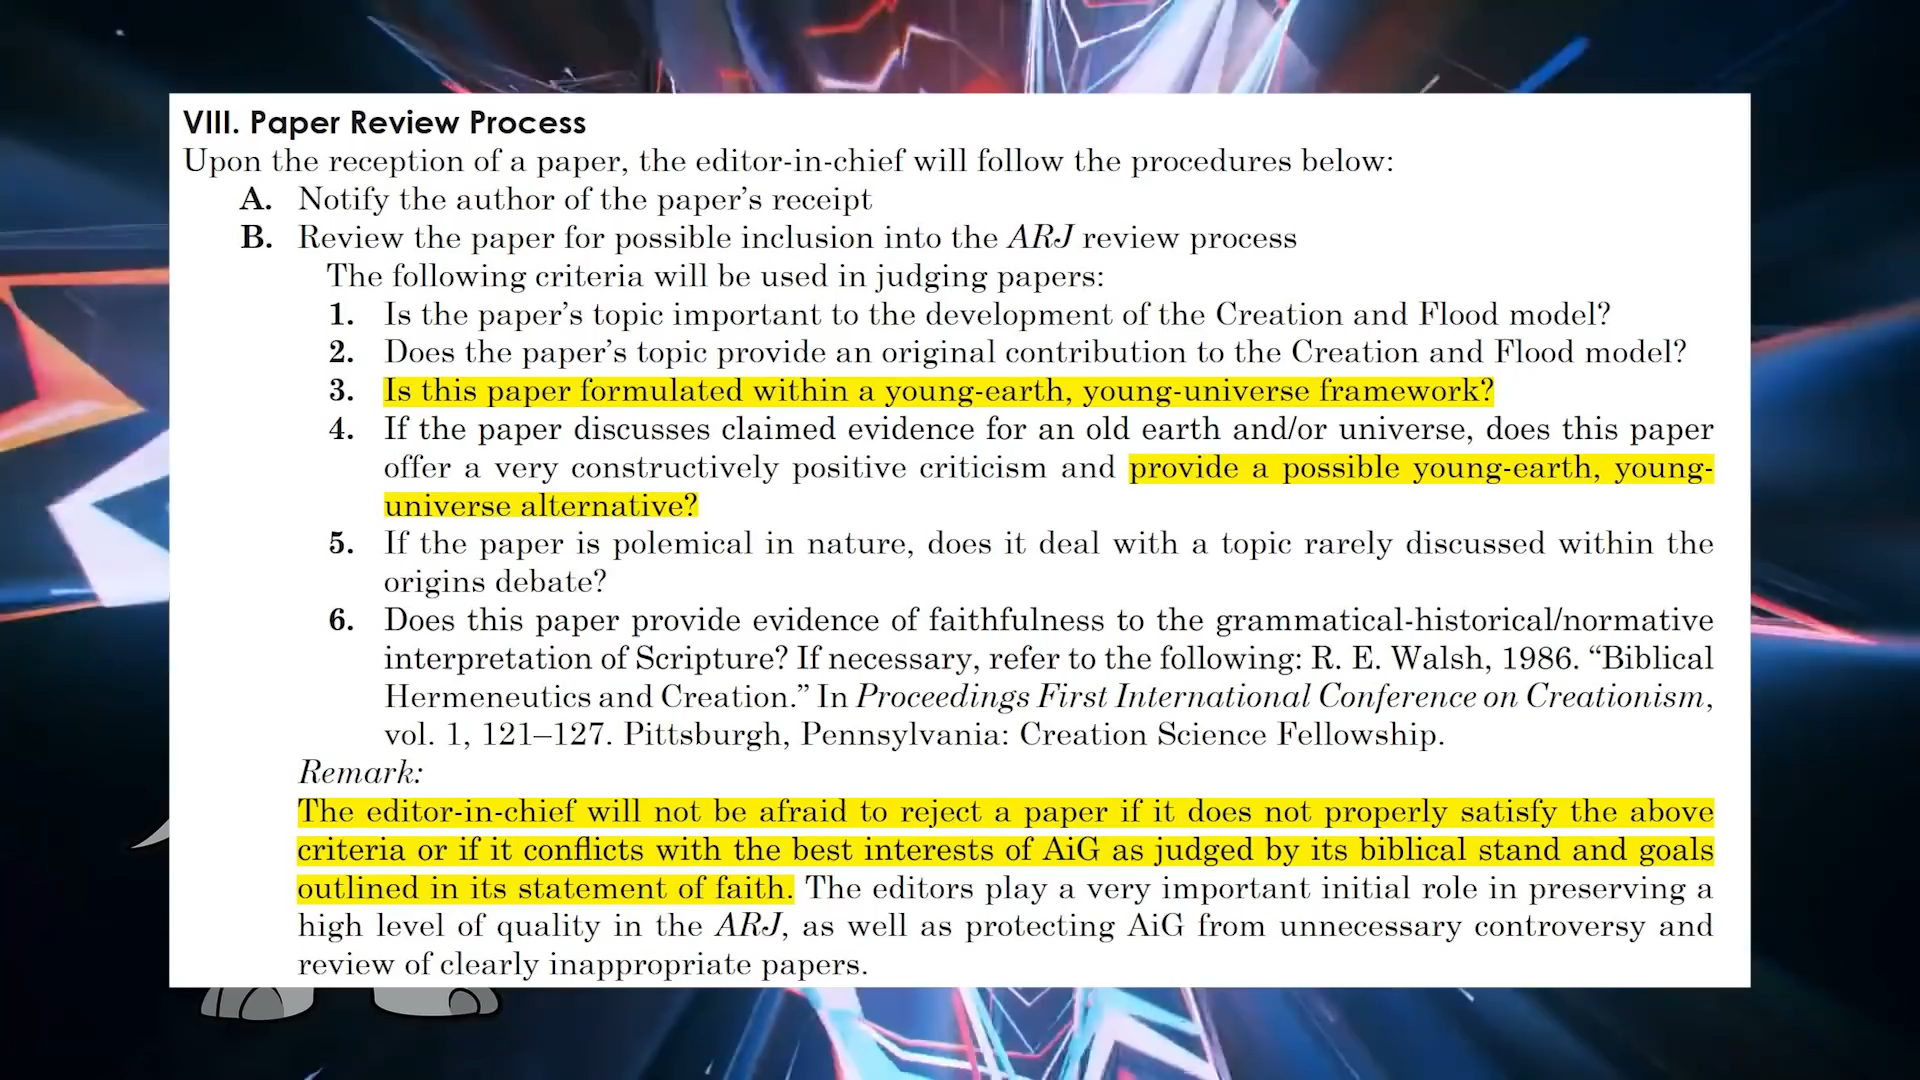 VIII. Paper Review Process
Upon the reception of a paper, the editor-in-chief will follow the procedures below:
A. Notify the author of the paper's receipt
B. Review the paper for possible inclusion into the ARJ review process
The following criteria will be used in judging papers:
1. Is the paper's topic important to the development of the Creation and Flood model?
2. Does the paper's topic provide an original contribution to the Creation and Flood model?
3. Is this paper formulated within a young-earth, young-universe framework?
4. If the paper discusses claimed evidence for an old earth and/or universe, does this paper
offer a very constructively positive criticism and provide a possible young-earth, young-
universe alternative?
5. If the paper is polemical in nature, does it deal with a topic rarely discussed within the
origins debate?
6. Does this paper provide evidence of faithfulness to the grammatical-historical/normative
interpretation of Scripture? If necessary, refer to the following: R. E. Walsh, 1986. “Biblical
Hermeneutics and Creation.” In Proceedings First International Conference on Creationism,
vol. 1, 121–127. Pittsburgh, Pennsylvania: Creation Science Fellowship.
Remark:
The editor-in-chief will not be afraid to reject a paper if it does not properly satisfy the above
criteria or if it conflicts with the best interests of AiG as judged by its biblical stand and goals
outlined in its statement of faith. The editors play a very important initial role in preserving a
high level of quality in the ARJ, as well as protecting AiG from unnecessary controversy and
review of clearly inappropriate papers.